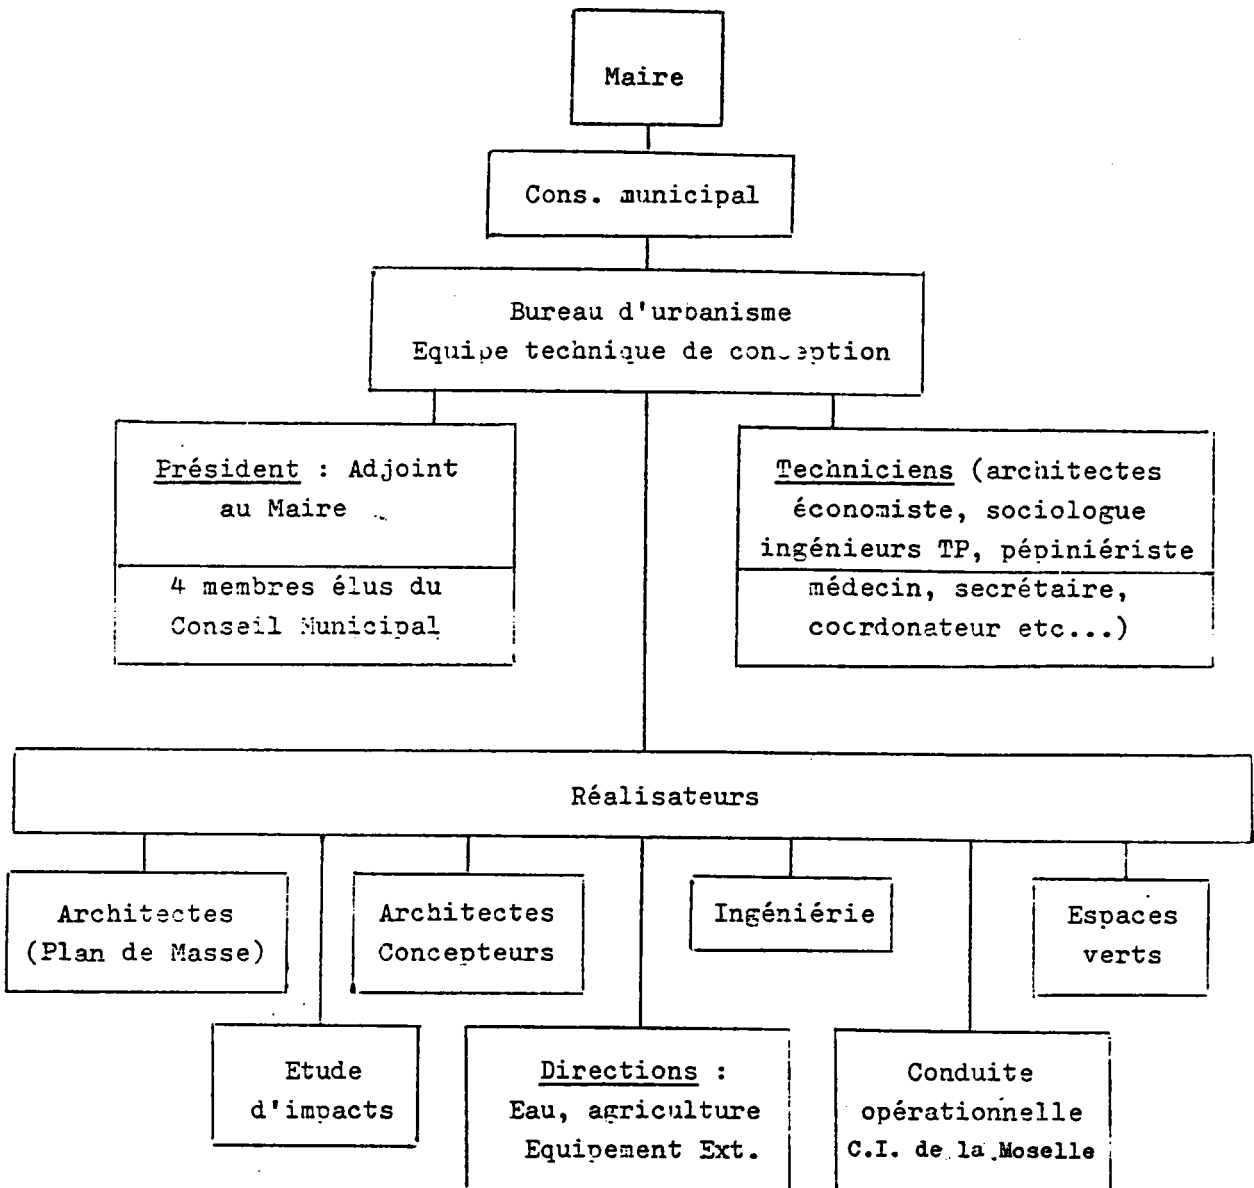 Maire
Cons. municipal
Bureau d'urbanisme
Equipe technique de conception
Président : Adjoint
au Maire
4 membres élus du
Conseil Municipal
Techniciens (architectes
économiste, sociologue
ingénieurs TP, pépiniériste
médecin, secrétaire,
coordonateur etc...)
Réalisateurs
Architectes
(Plan de Masse)
Architectes
Concepteurs
Ingéniérie
Espaces
verts
Etude
d'impacts
Directions :
Eau, agriculture
Equipement Ext.
Conduite
opérationnelle
C.I. de la Moselle